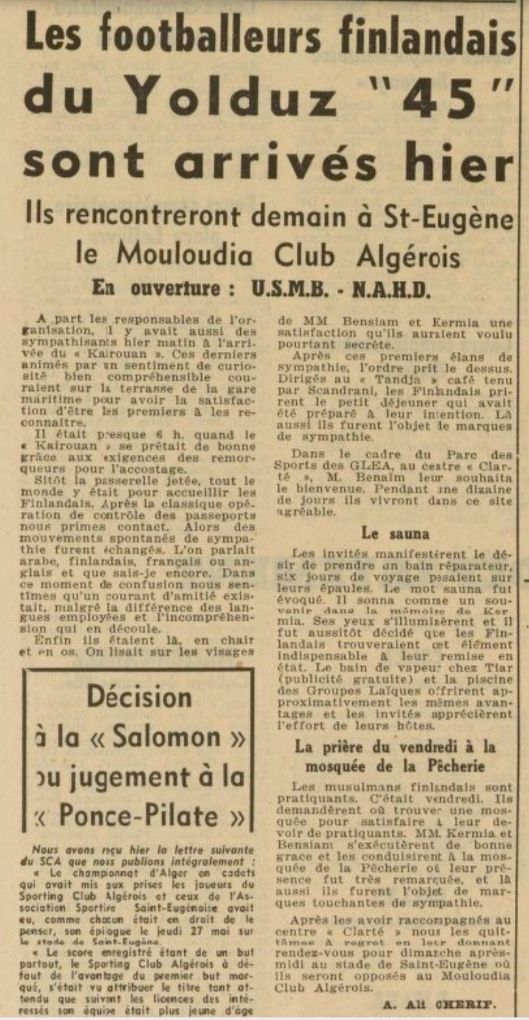 Les footballeurs finlandais
du Yolduz "45"
sont arrivés hier
Ils rencontreront demain à St-Eugène
le Mouloudia Club Algérois
En ouverture : U.S.M.B. - N.A.H.D.
A part les responsables de l'or-
ganisation, il y avait aussi des
sympathisants hier matin à l'arri-
vée du « Kairouan ». Ces derniers
animés par un sentiment de curio-
sité bien compréhensible cou-
raient sur la terrasse de la gare
maritime pour avoir la satisfac-
tion d'être les premiers à les re-
connaître.
Il était presque 6 h. quand le
« Kairouan » se prêtait de bonne
grâce aux exigences des remor-
queurs pour l'accostage.
Sitôt la passerelle jetée, tout le
monde y était pour accueillir les
Finlandais. Après la classique opé-
ration de contrôle des passeports
nous primes contact. Alors des
mouvements spontanés de sympa-
thie furent échangés. L'on parlait
arabe, finlandais, français ou an-
glais et que sais-je encore. Dans
ce moment de confusion nous sen-
times qu'un courant d'amitié exis-
tait, malgré la différence des lan-
gues employées et l'incompréhen-
sion qui en découle.
Enfin ils étaient là, en chair
et en os. On lisait sur les visages
de MM Bensiam et Kermia une
satisfaction qu'ils auraient voulu
pourtant secrète.
Après ces premiers élans de
sympathie, l'ordre prit le dessus.
Dirigés au « Tandja » café tenu
par Scandrani, les Finlandais pri-
rent le petit déjeuner qui avait
été préparé à leur intention. Là
aussi ils furent l'objet de marques
de sympathie.
Dans le cadre du Parc des
Sports des GLEA, au centre « Clar-
té », M. Benaïm leur souhaita
le bienvenue. Pendant une dizaine
de jours ils vivront dans ce site
agréable.
Le sauna
Les invités manifestèrent le dé-
sir de prendre un bain réparateur,
six jours de voyage pesaient sur
leurs épaules. Le mot sauna fut
évoqué. Il sonna comme un sou-
venir dans la mémoire de Ker-
mia. Ses yeux s'illuminèrent et il
fut aussitôt décidé que les Fin-
landais trouveraient cet élément
indispensable à leur remise en
état. Le bain de vapeur chez Tiar
(publicité gratuite) et la piscine
des Groupes Laïques offrirent ap-
proximativement les mêmes avan-
tages et les invités apprécièrent
l'effort de leurs hôtes.
La prière du vendredi à la
mosquée de la Pêcherie
Les musulmans finlandais sont
pratiquants. C'était vendredi. Ils
demandèrent où trouver une mos-
quée pour satisfaire à leur de-
voir de pratiquants. MM. Kermia et
Bensiam s'exécutèrent de bonne
grace et les conduisirent à la mos-
quée de la Pêcherie où leur pré-
sence fut très remarquée, et là
aussi ils furent l'objet de mar-
ques touchantes de sympathie.
Après les avoir raccompagnés au
centre « Clarté » nous les quit-
tâmes à regret en leur donnant
rendez-vous pour dimarche après-
midi au stade de Saint-Eugène où
ils seront opposés au Mouloudia
Club Algérois.
A. Ali CHERIF.
Décision
à la « Salomon »
ou jugement à la
« Ponce-Pilate »
Nous avons reçu hier la lettre suivante
du SCA que nous publions intégralement :
« Le championnat d'Alger en cadets
qui avait mis aux prises les joueurs du
Sporting Club Algérois et ceux de l'As-
sociation Sportive Saint-Eugénoise avait
eu, comme chacun était en droit de le
penser, son épilogue le jeudi 27 mai sur
le stade de Saint-Eugène.
« Le score enregistré étant de un but
partout, le Sporting Club Algérois à dé-
faut de l'avantage du premier but mar-
qué, s'était vu attribuer le titre tant at-
tendu que suivant les licences des inté-
ressés son équipe était plus jeune d'âge